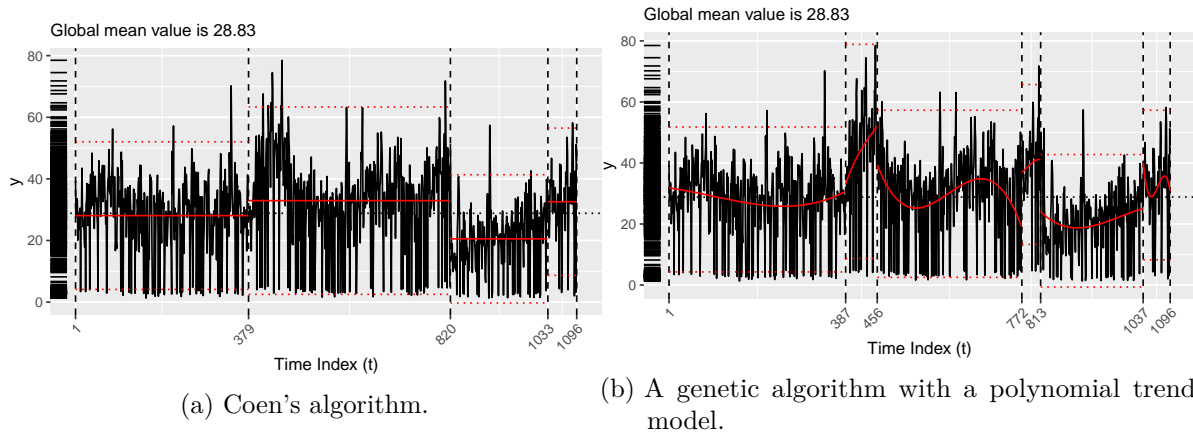 Global mean value is 28.83
80
60
40
20
0
y
1
379
820
1033
1096
Time Index (t)
(a) Coen's algorithm.
Global mean value is 28.83
80
60
40
20
0
y
1
387
456
772
813
1037
1096
Time Index (t)
(b) A genetic algorithm with a polynomial trend
model.